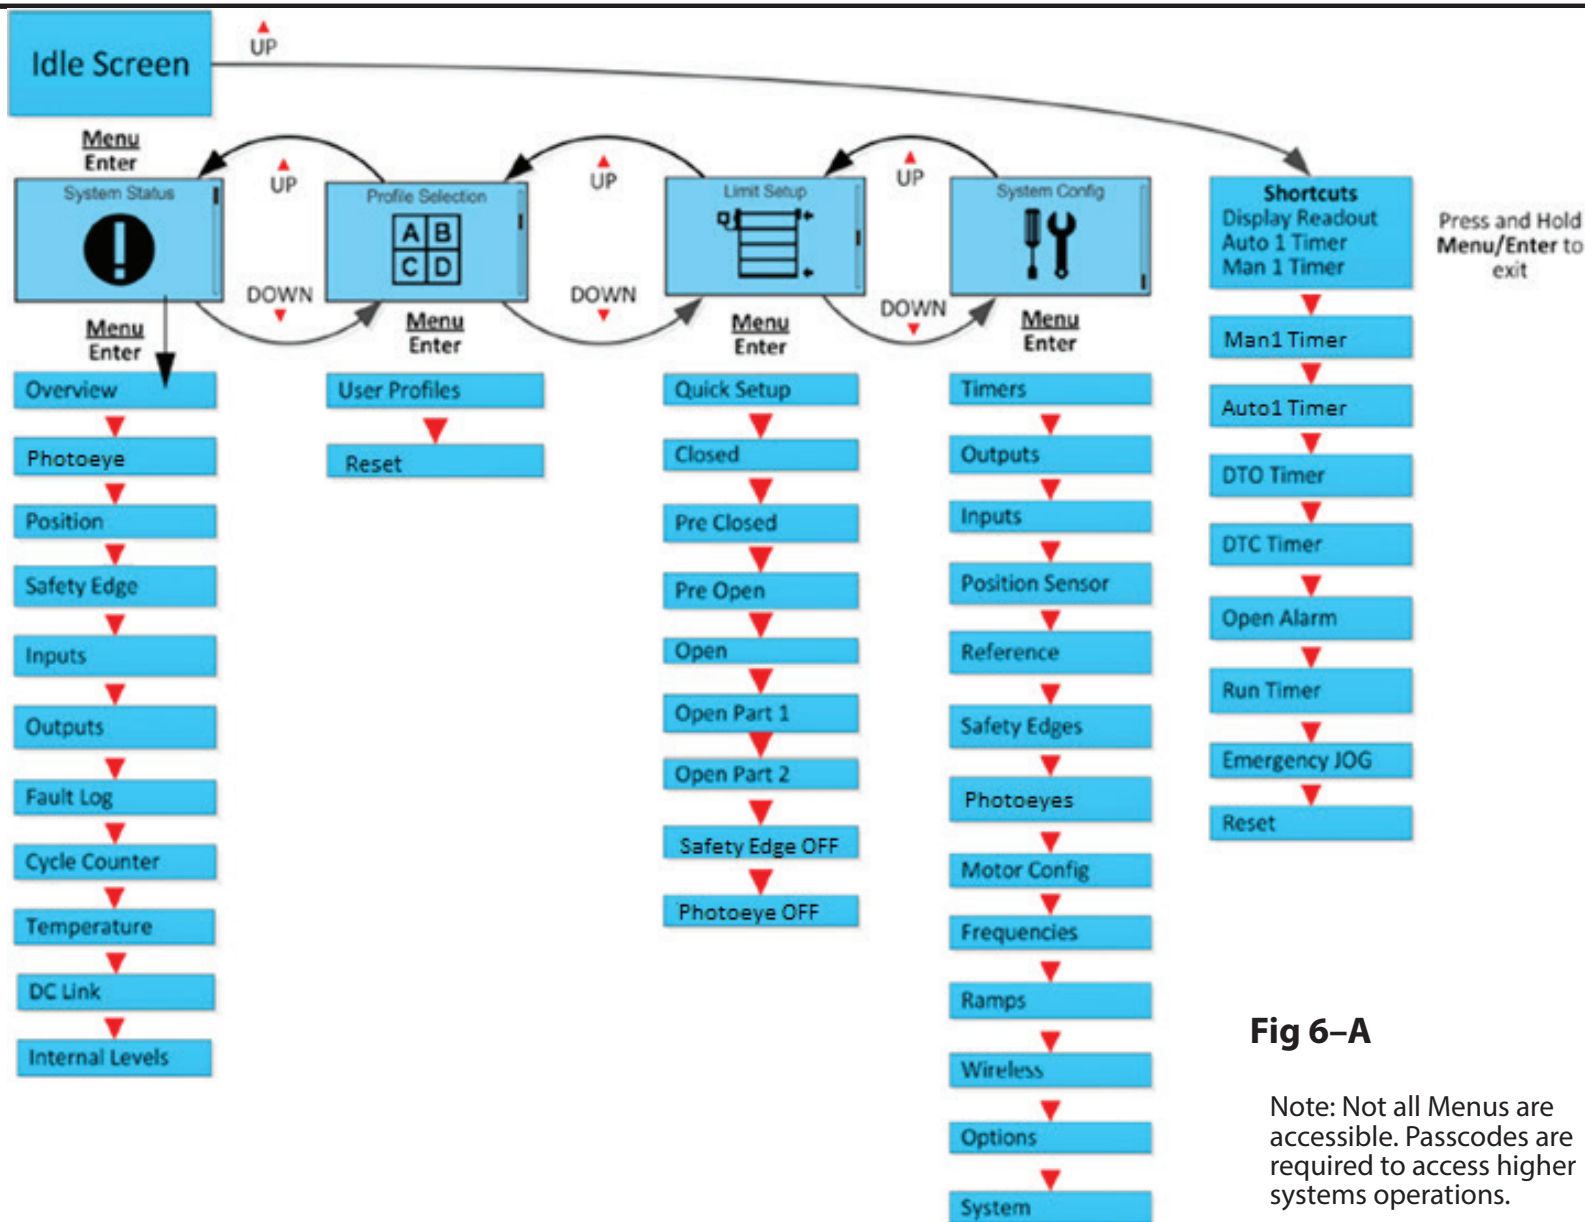 Idle Screen
UP
Menu
Enter
System Status
UP
DOWN
Profile Selection
A B
C D
UP
DOWN
Limit Setup
UP
DOWN
System Config
Shortcuts
Display Readout
Auto 1 Timer
Man 1 Timer
Press and Hold
Menu/Enter to
exit
Menu
Enter
Overview
Photoeye
Position
Safety Edge
Inputs
Outputs
Fault Log
Cycle Counter
Temperature
DC Link
Internal Levels
Menu
Enter
User Profiles
Reset
Menu
Enter
Quick Setup
Closed
Pre Closed
Pre Open
Open
Open Part 1
Open Part 2
Safety Edge OFF
Photoeye OFF
Menu
Enter
Timers
Outputs
Inputs
Position Sensor
Reference
Safety Edges
Photoeyes
Motor Config
Frequencies
Ramps
Wireless
Options
System
Man1 Timer
Auto1 Timer
DTO Timer
DTC Timer
Open Alarm
Run Timer
Emergency JOG
Reset
Fig 6–A
Note: Not all Menus are
accessible. Passcodes are
required to access higher
systems operations.